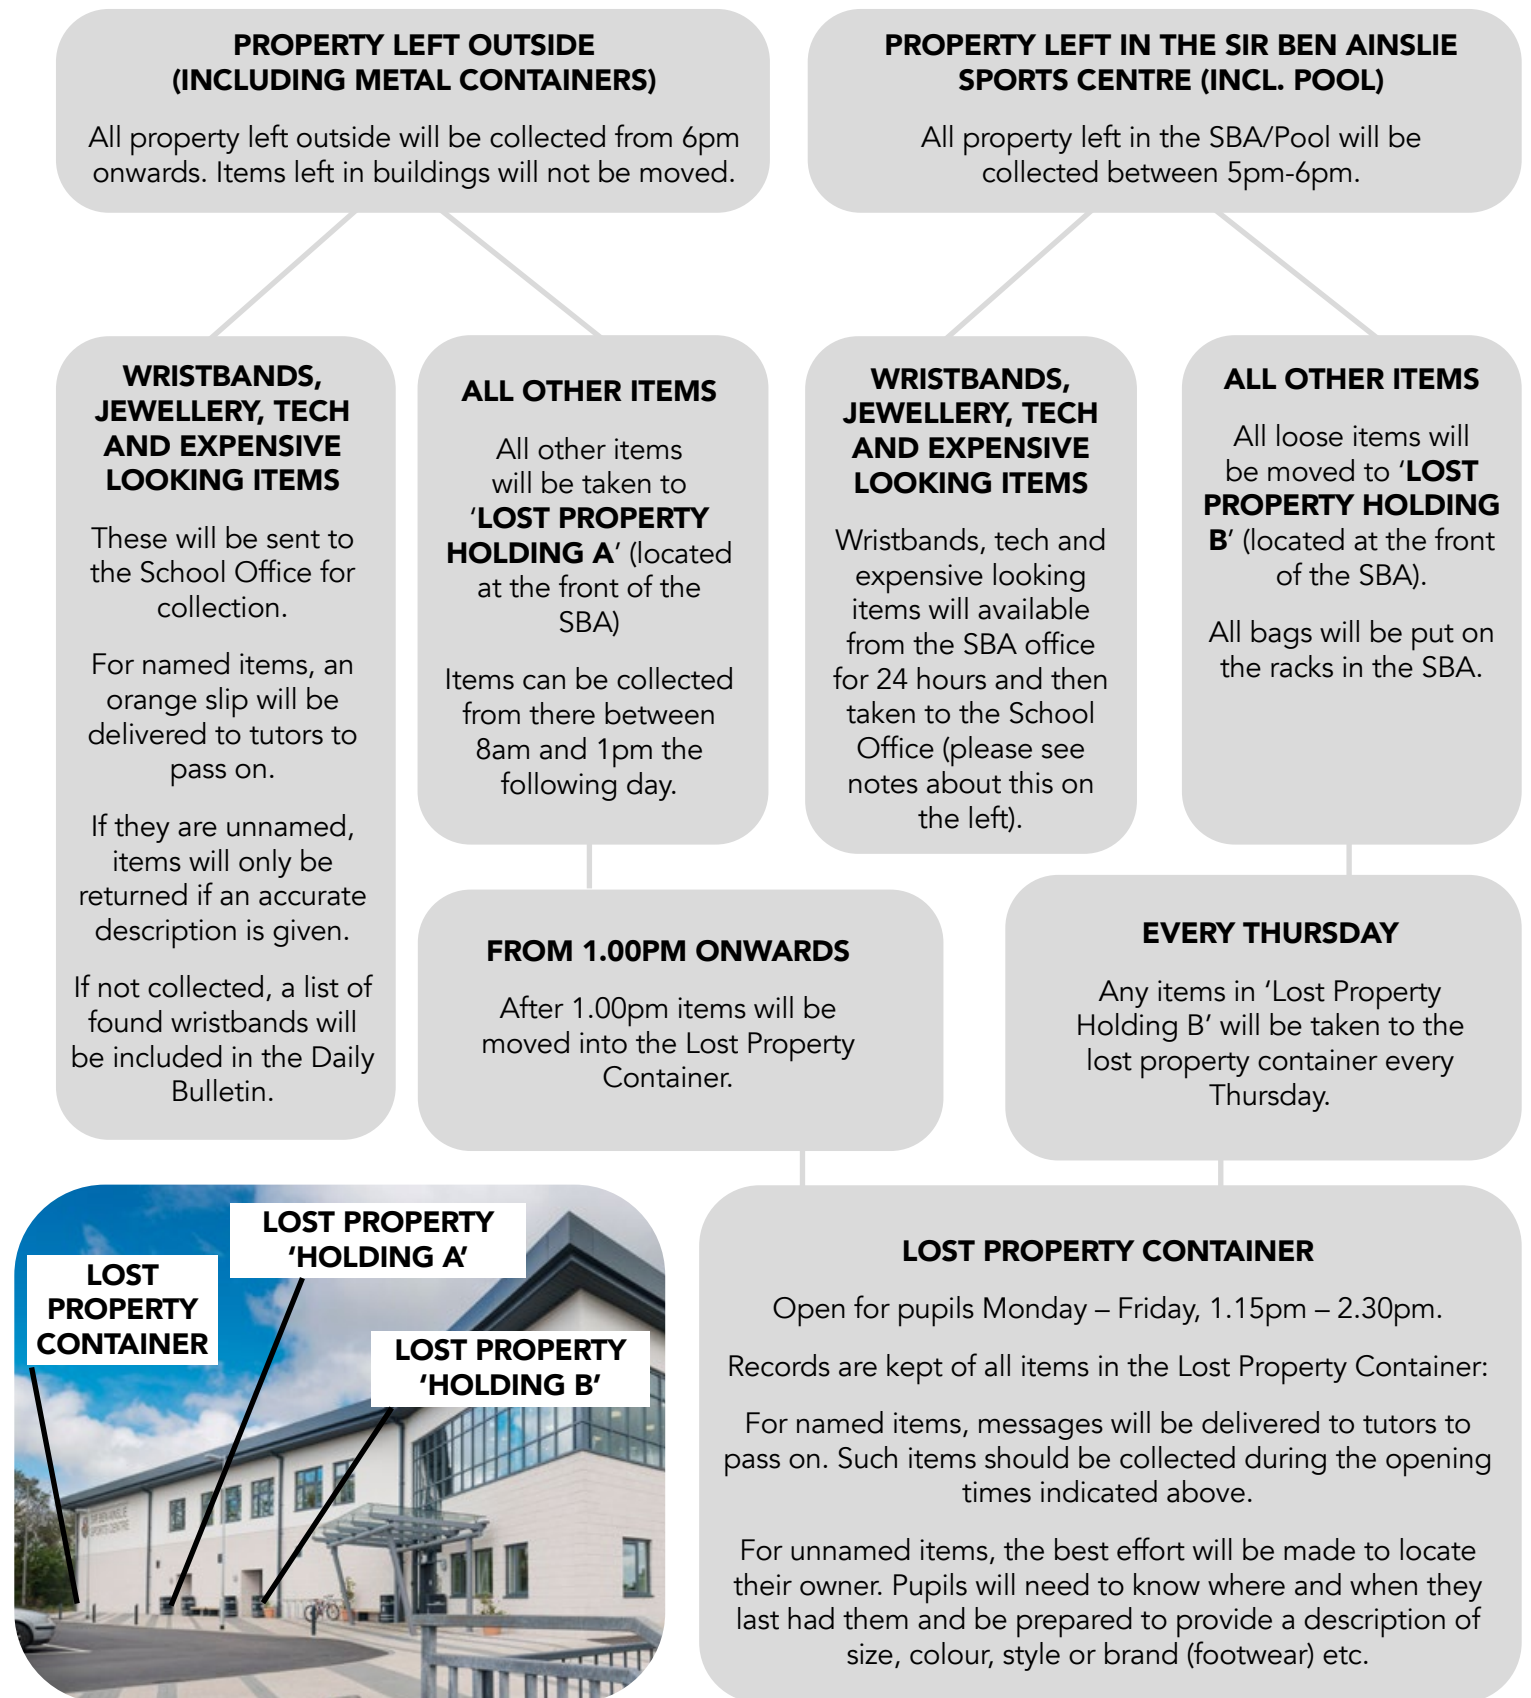 PROPERTY LEFT OUTSIDE
(INCLUDING METAL CONTAINERS)
All property left outside will be collected from 6pm
onwards. Items left in buildings will not be moved.
PROPERTY LEFT IN THE SIR BEN AINSLIE
SPORTS CENTRE (INCL. POOL)
All property left in the SBA/Pool will be
collected between 5pm-6pm.
WRISTBANDS,
JEWELLERY, TECH
AND EXPENSIVE
LOOKING ITEMS
These will be sent to
the School Office for
collection.
For named items, an
orange slip will be
delivered to tutors to
pass on.
If they are unnamed,
items will only be
returned if an accurate
description is given.
If not collected, a list of
found wristbands will
be included in the Daily
Bulletin.
ALL OTHER ITEMS
All other items
will be taken to
‘LOST PROPERTY
HOLDING A’ (located
at the front of the
SBA)
Items can be collected
from there between
8am and 1pm the
following day.
WRISTBANDS,
JEWELLERY, TECH
AND EXPENSIVE
LOOKING ITEMS
Wristbands, tech and
expensive looking
items will available
from the SBA office
for 24 hours and then
taken to the School
Office (please see
notes about this on
the left).
ALL OTHER ITEMS
All loose items will
be moved to ‘LOST
PROPERTY HOLDING
B’ (located at the front
of the SBA).
All bags will be put on
the racks in the SBA.
FROM 1.00PM ONWARDS
After 1.00pm items will be
moved into the Lost Property
Container.
EVERY THURSDAY
Any items in ‘Lost Property
Holding B’ will be taken to the
lost property container every
Thursday.
LOST PROPERTY
‘HOLDING A’
LOST
PROPERTY
CONTAINER
LOST PROPERTY
‘HOLDING B’
SIR BEN AINSLIE
SPORTS CENTRE
LOST PROPERTY CONTAINER
Open for pupils Monday – Friday, 1.15pm – 2.30pm.
Records are kept of all items in the Lost Property Container:
For named items, messages will be delivered to tutors to
pass on. Such items should be collected during the opening
times indicated above.
For unnamed items, the best effort will be made to locate
their owner. Pupils will need to know where and when they
last had them and be prepared to provide a description of
size, colour, style or brand (footwear) etc.